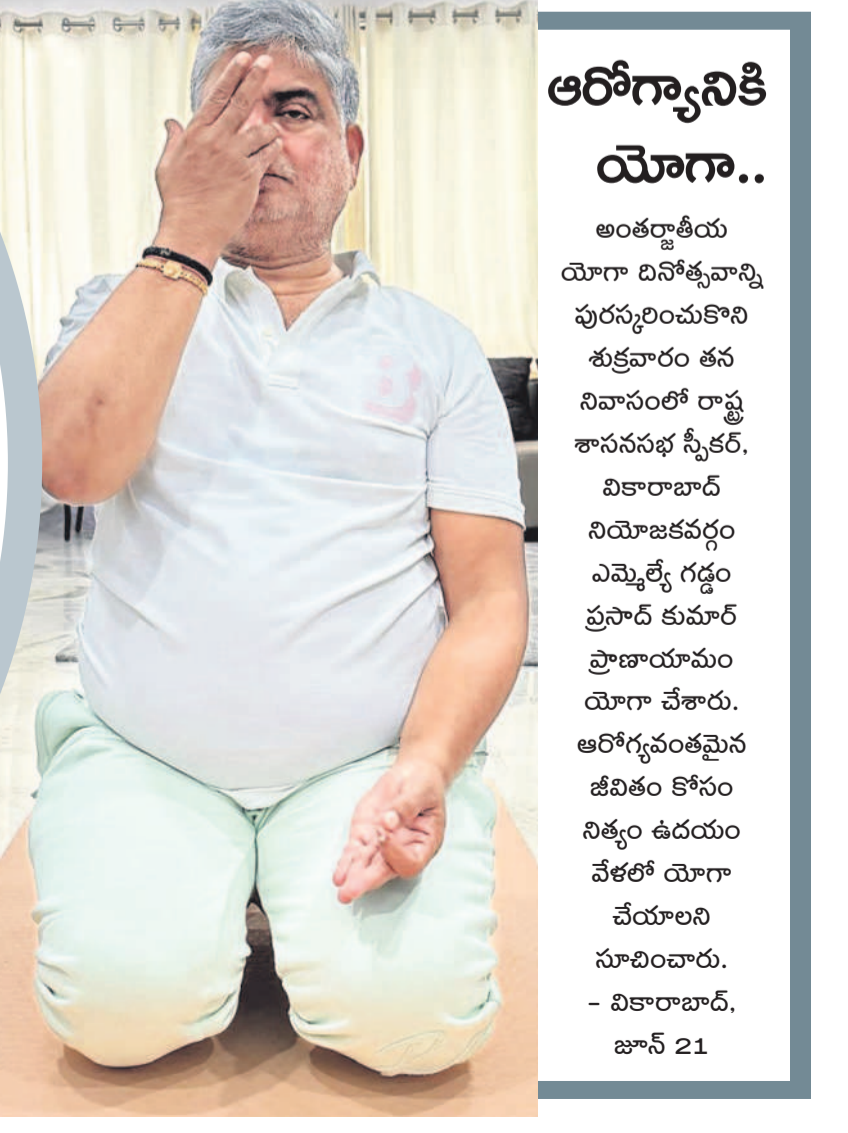 ఆరోగ్యానికి
యోగా..
అంతర్జాతీయ
యోగా దినోత్సవాన్ని
పురస్కరించుకొని
శుక్రవారం తన
నివాసంలో రాష్ట్ర
శాసనసభ స్పీకర్,
వికారాబాద్
నియోజకవర్గం
ఎమ్మెల్యే గడ్డం
ప్రసాద్ కుమార్
ప్రాణాయామం
యోగా చేశారు.
ఆరోగ్యవంతమైన
జీవితం కోసం
నిత్యం ఉదయం
వేళలో యోగా
చేయాలని
సూచించారు.
– వికారాబాద్,
జూన్ 21